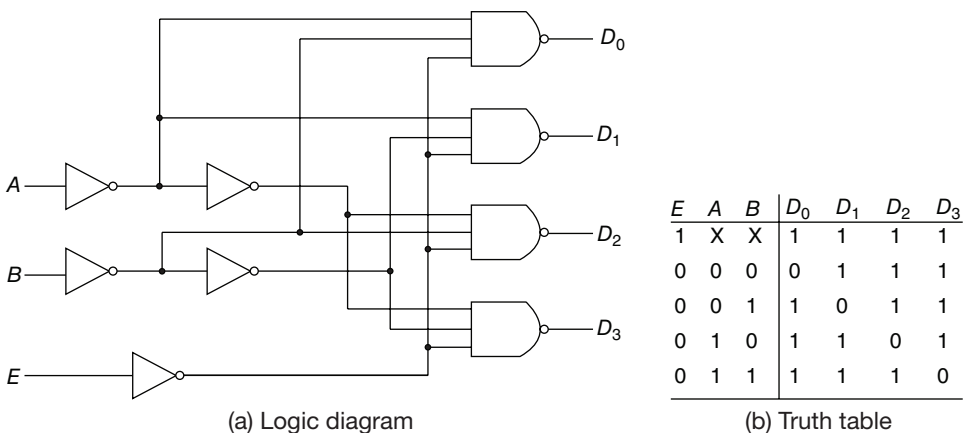 D0
D1
A
D2
B
D3
E
(a) Logic diagram
E A B D0 D1 D2 D3
1 X X 1 1 1 1
0 0 0 0 1 1 1
0 0 1 1 0 1 1
0 1 0 1 1 0 1
0 1 1 1 1 1 0
(b) Truth table